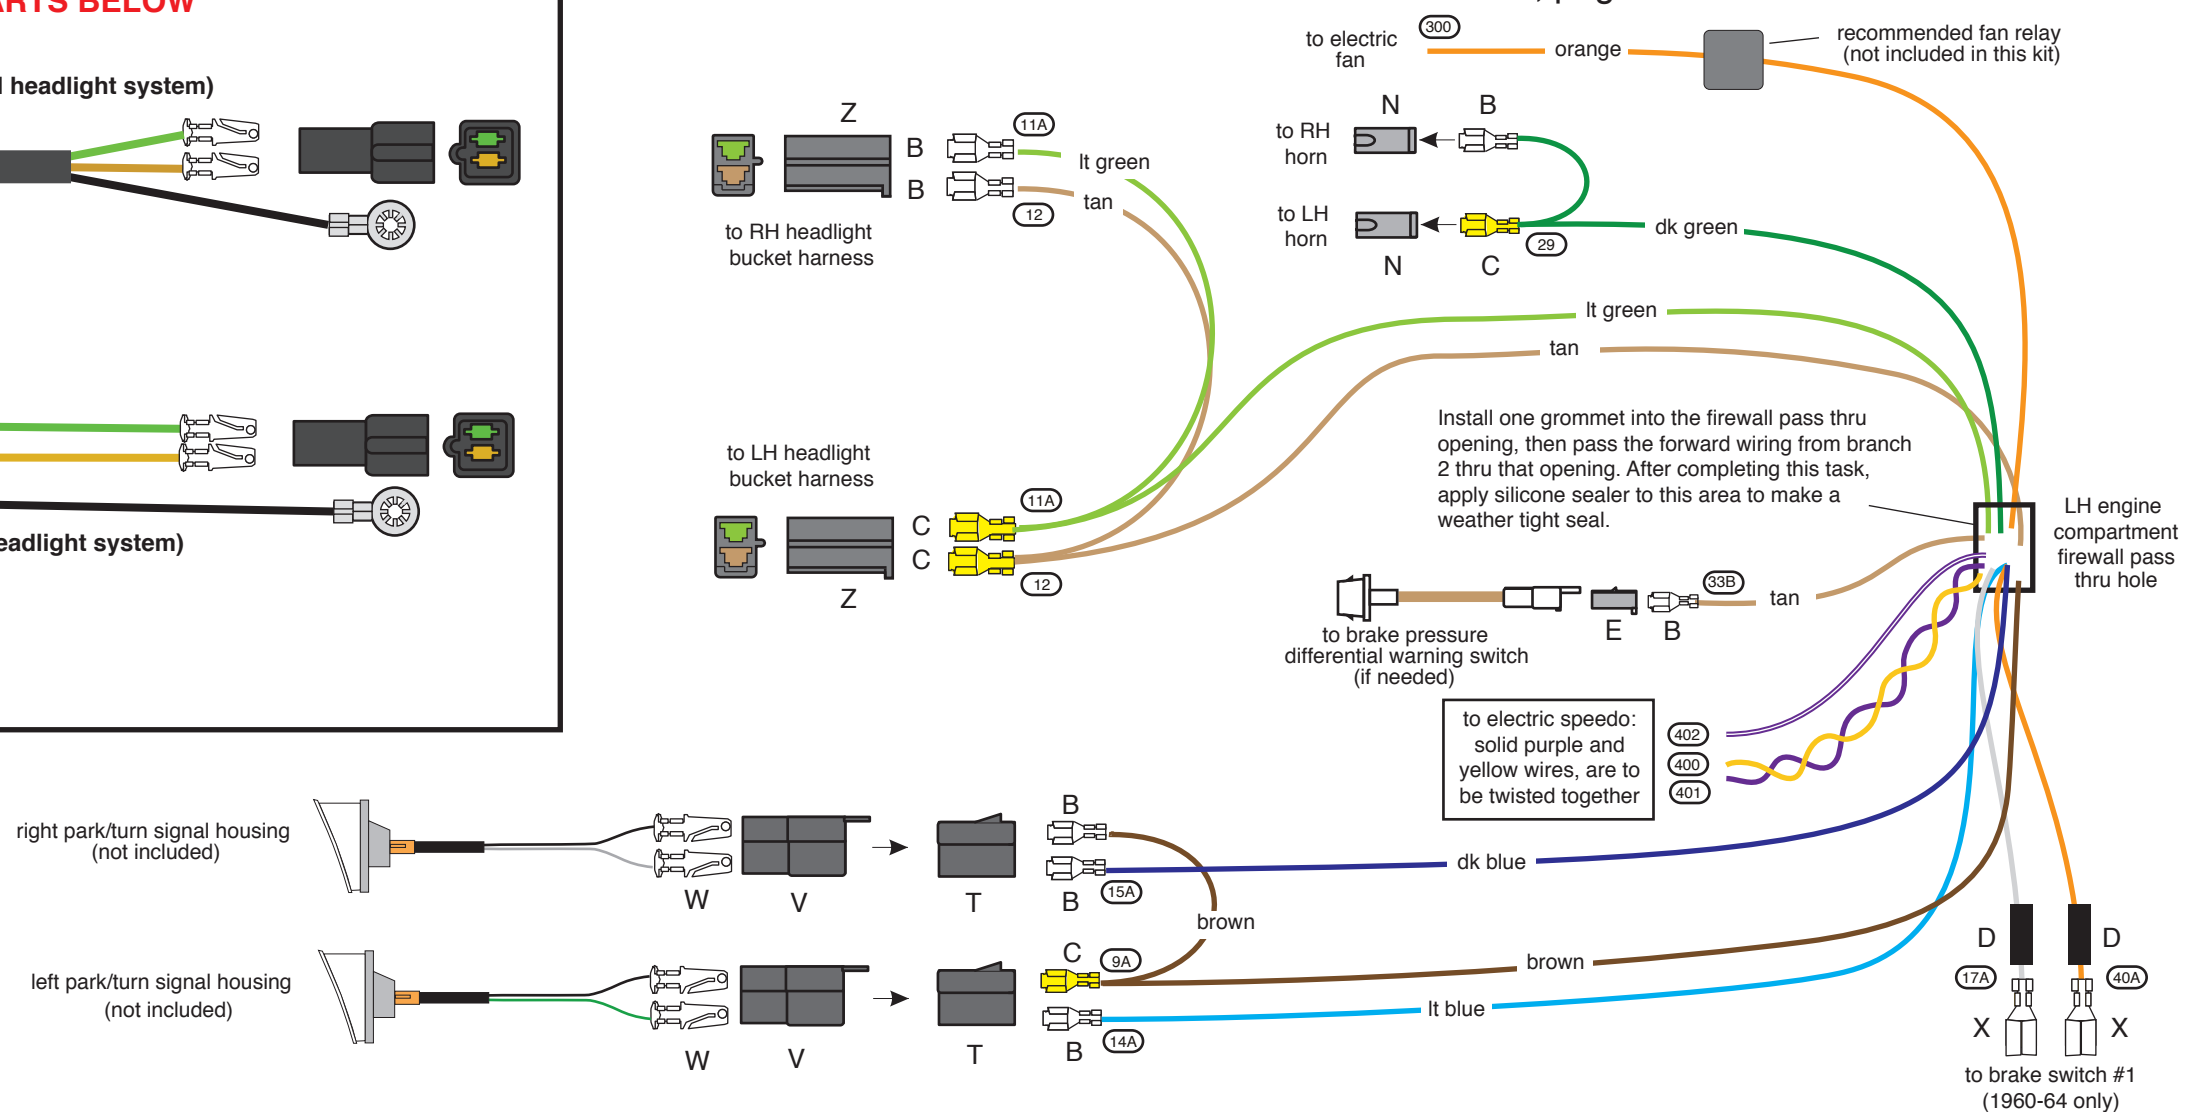 ARTS BELOW
headlight system)
eadlight system)
to electric
fan
300
orange
recommended fan relay
(not included in this kit)
Z
B
11A
lt green
B
12
tan
to RH headlight
bucket harness
N
B
to RH
horn
to LH
horn
29
dk green
N
C
lt green
tan
to LH headlight
bucket harness
C
11A
C
12
Z
Install one grommet into the firewall pass thru
opening, then pass the forward wiring from branch
2 thru that opening. After completing this task,
apply silicone sealer to this area to make a
weather tight seal.
LH engine
compartment
firewall pass
thru hole
33B
tan
E
B
to brake pressure
differential warning switch
(if needed)
to electric speedo:
solid purple and
yellow wires, are to
be twisted together
402
400
401
right park/turn signal housing
(not included)
W
V
T
B
B
15A
dk blue
brown
left park/turn signal housing
(not included)
W
V
T
C
9A
brown
B
14A
lt blue
D
D
17A
40A
X
X
to brake switch #1
(1960-64 only)